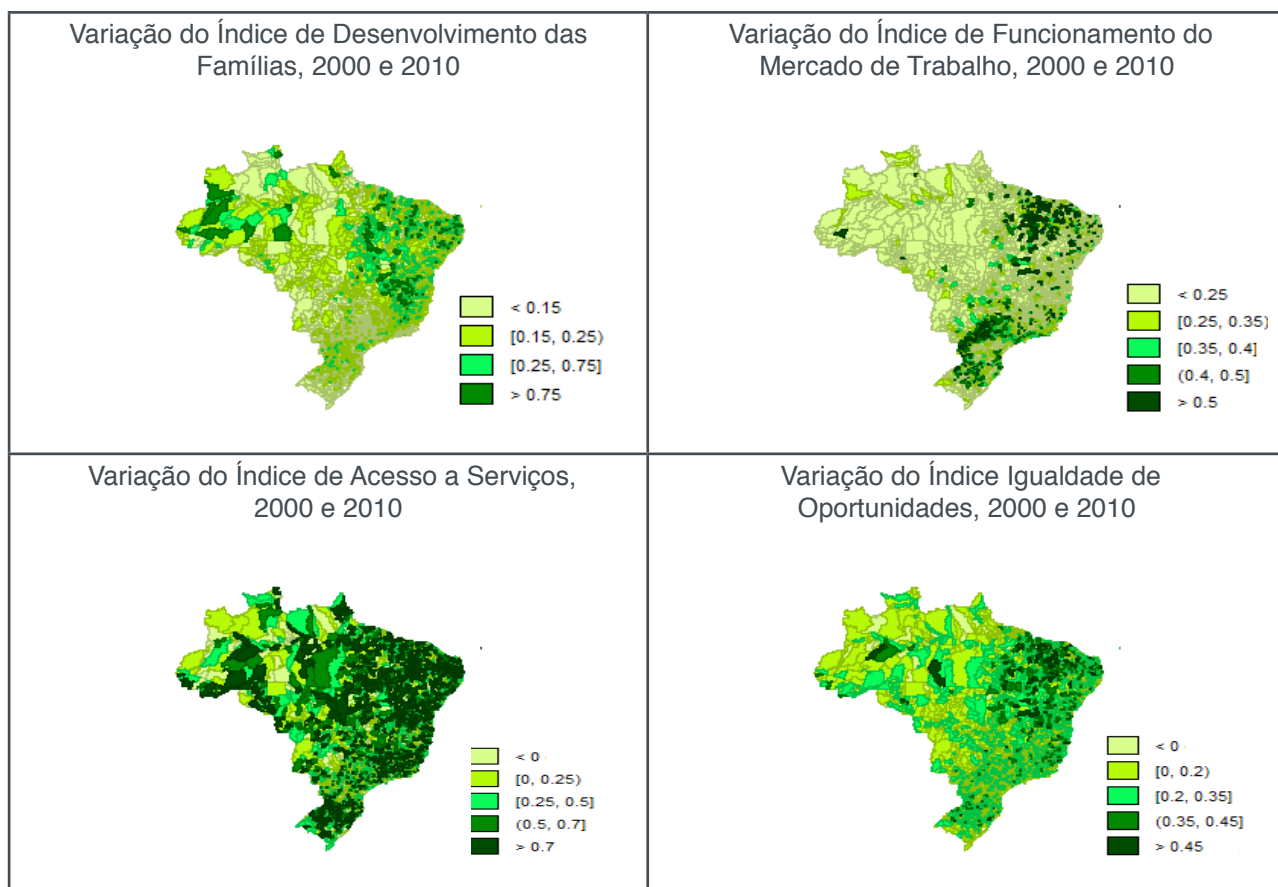 Variação do Índice de Desenvolvimento das
Famílias, 2000 e 2010
< 0.15
[0.15, 0.25)
[0.25, 0.75]
> 0.75
Variação do Índice de Funcionamento do
Mercado de Trabalho, 2000 e 2010
< 0.25
[0.25, 0.35)
[0.35, 0.4]
(0.4, 0.5]
> 0.5
Variação do Índice de Acesso a Serviços,
2000 e 2010
< 0
[0, 0.25)
[0.25, 0.5]
(0.5, 0.7]
> 0.7
Variação do Índice Igualdade de
Oportunidades, 2000 e 2010
< 0
[0, 0.2)
[0.2, 0.35]
(0.35, 0.45]
> 0.45